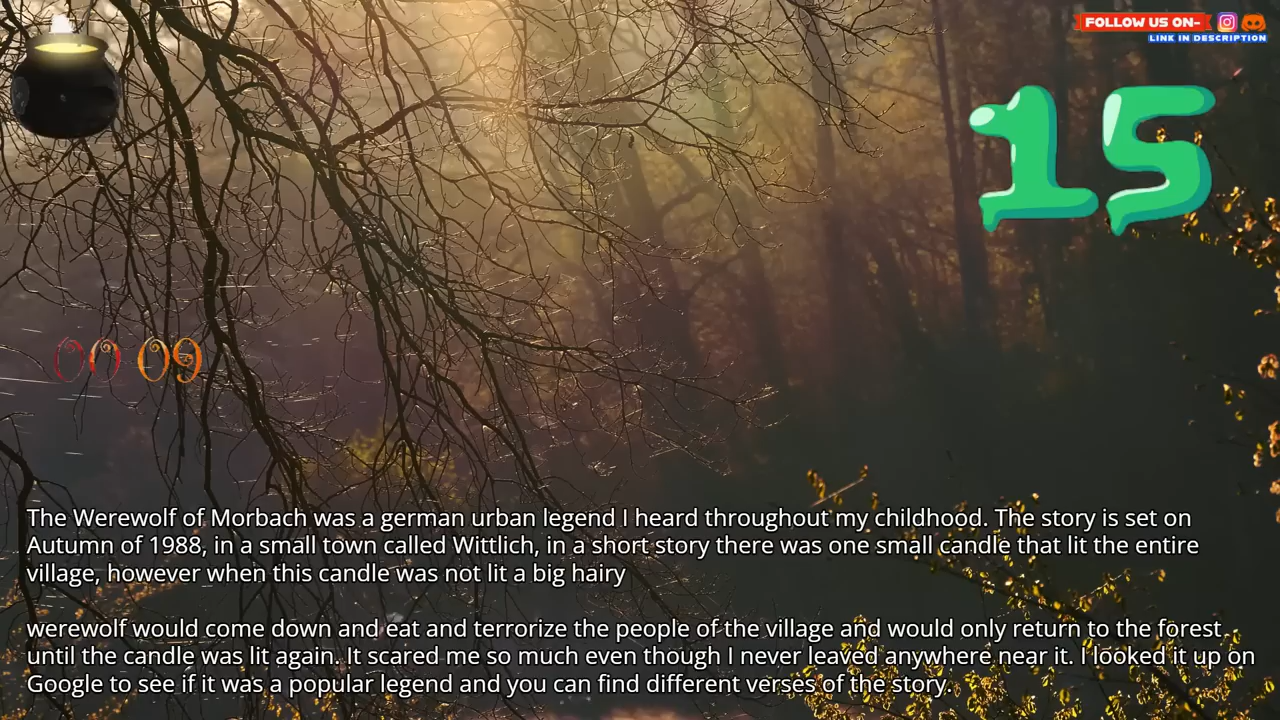 FOLLOW US ON-
LINK IN DESCRIPTION
15
00 09
The Werewolf of Morbach was a german urban legend I heard throughout my childhood. The story is set on
Autumn of 1988, in a small town called Wittlich, in a short story there was one small candle that lit the entire
village, however when this candle was not lit a big hairy
werewolf would come down and eat and terrorize the people of the village and would only return to the forest
until the candle was lit again. It scared me so much even though I never leaved anywhere near it. I looked it up on
Google to see if it was a popular legend and you can find different verses of the story.